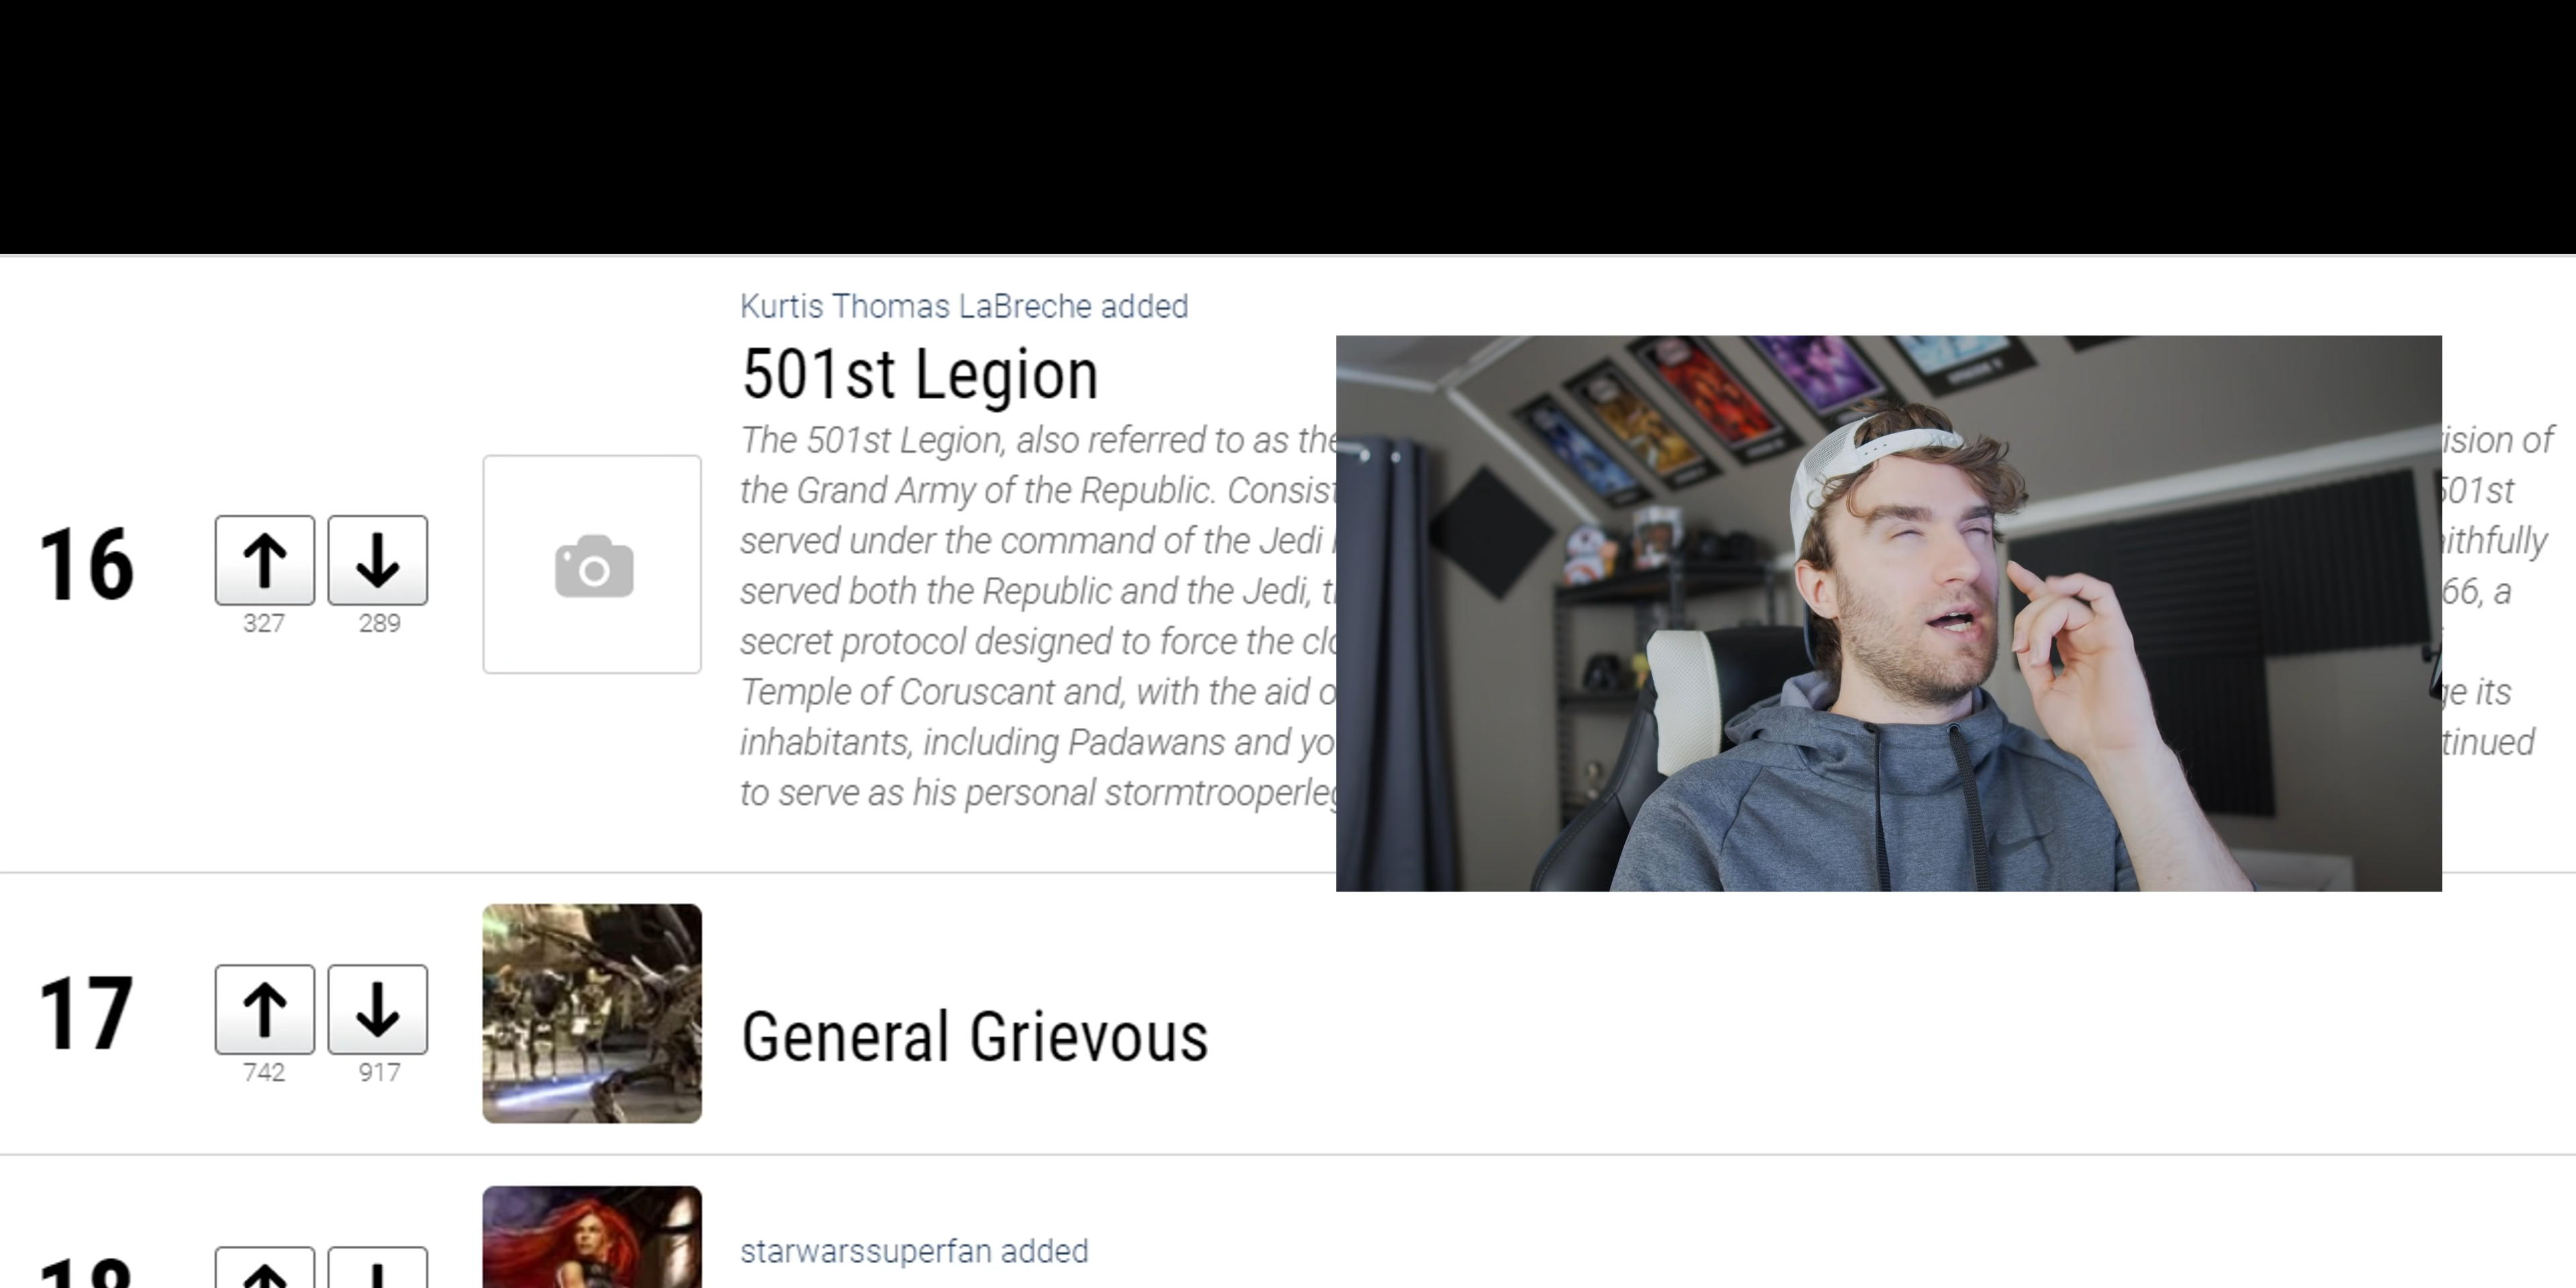 Kurtis Thomas LaBreche added
501st Legion
The 501st Legion, also referred to as the ision of
the Grand Army of the Republic. Consist 501st
served under the command of the Jedi ithfully
16
served both the Republic and the Jedi, 66, a
327 289
secret protocol designed to force the clo
Temple of Coruscant and, with the aid o ge its
inhabitants, including Padawans and yo tinued
to serve as his personal stormtrooperleg
17
742 917
General Grievous
18
starwarssuperfan added